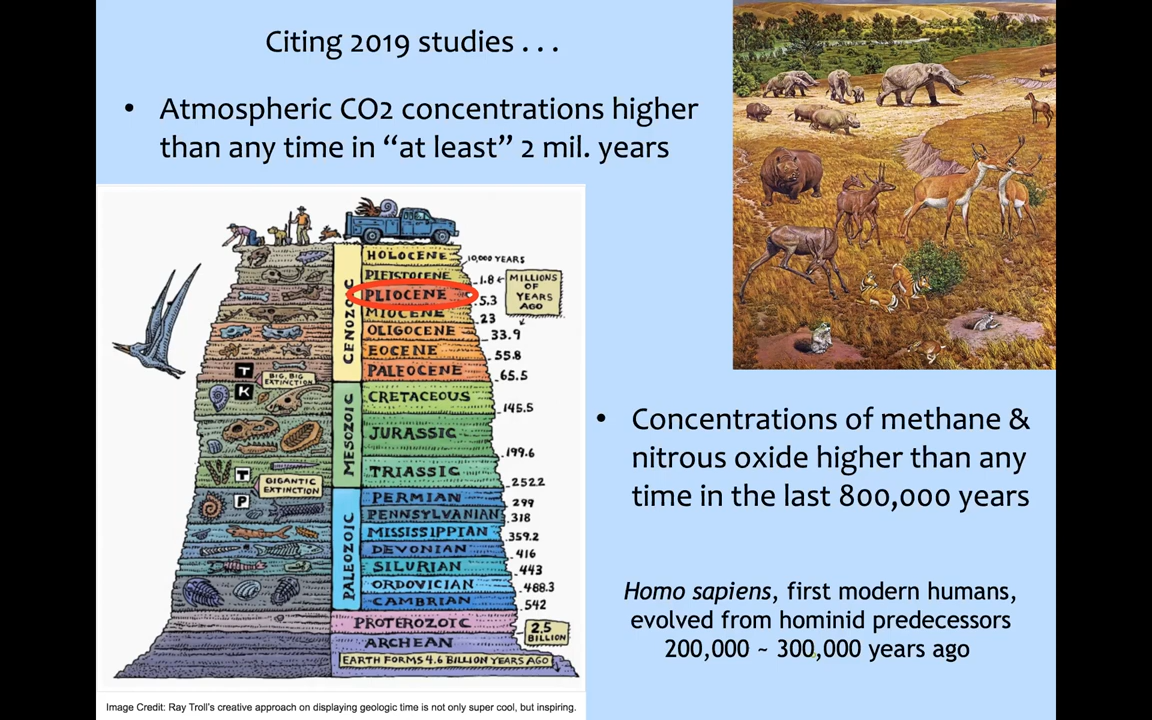 Citing 2019 studies . . .
• Atmospheric CO2 concentrations higher
than any time in “at least” 2 mil. years
HOLOCENE
10,000 YEARS
PLEISTOCENE
1.8
MILLIONS
OF
YEARS
AGO
PLIOCENE
5.3
MIOCENE
23
OLIGOCENE
33.9
EOCENE
55.8
PALEOCENE
65.5
CENOZOIC
T
BIG, BIG
EXTINCTION
K
CRETACEOUS
145.5
JURASSIC
199.6
TRIASSIC
252.2
MESOZOIC
T
GIGANTIC
EXTINCTION
P
PERMIAN
299
PENNSYLVANIAN
318
MISSISSIPPIAN
359.2
DEVONIAN
416
SILURIAN
443
ORDOVICIAN
488.3
CAMBRIAN
542
PALEOZOIC
PROTEROZOIC
2.5
BILLION
ARCHEAN
EARTH FORMS 4.6 BILLION YEARS AGO
Image Credit: Ray Troll's creative approach on displaying geologic time is not only super cool, but inspiring.
• Concentrations of methane &
nitrous oxide higher than any
time in the last 800,000 years
Homo sapiens, first modern humans,
evolved from hominid predecessors
200,000 ~ 300,000 years ago